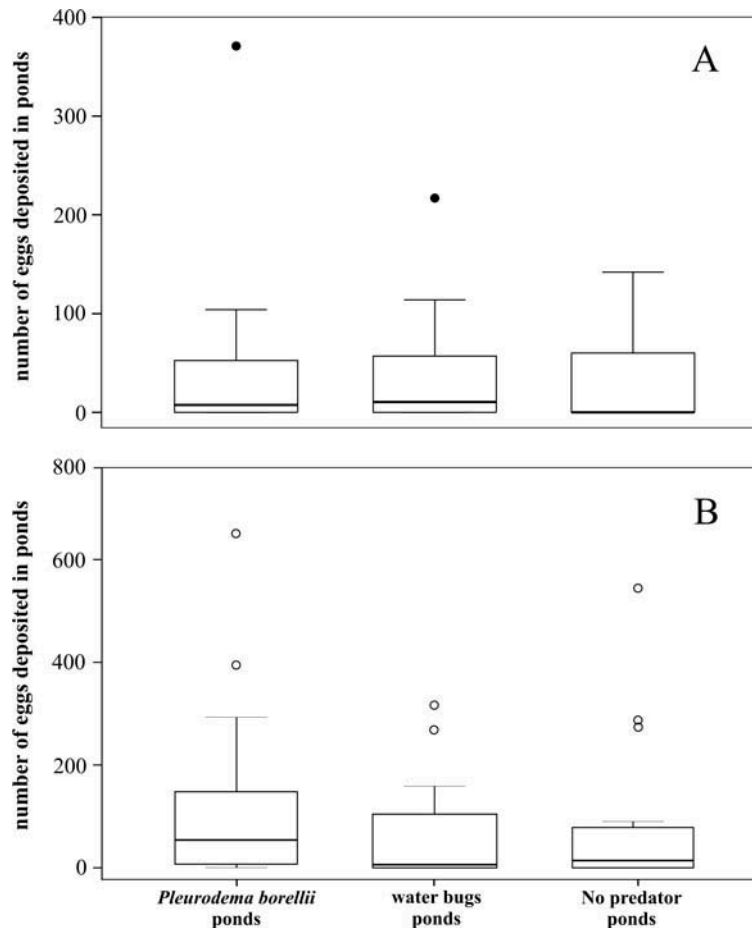 number of eggs deposited in ponds
400
300
200
100
0
A
number of eggs deposited in ponds
800
600
400
200
0
B
Pleurodema borellii
ponds
water bugs
ponds
No predator
ponds